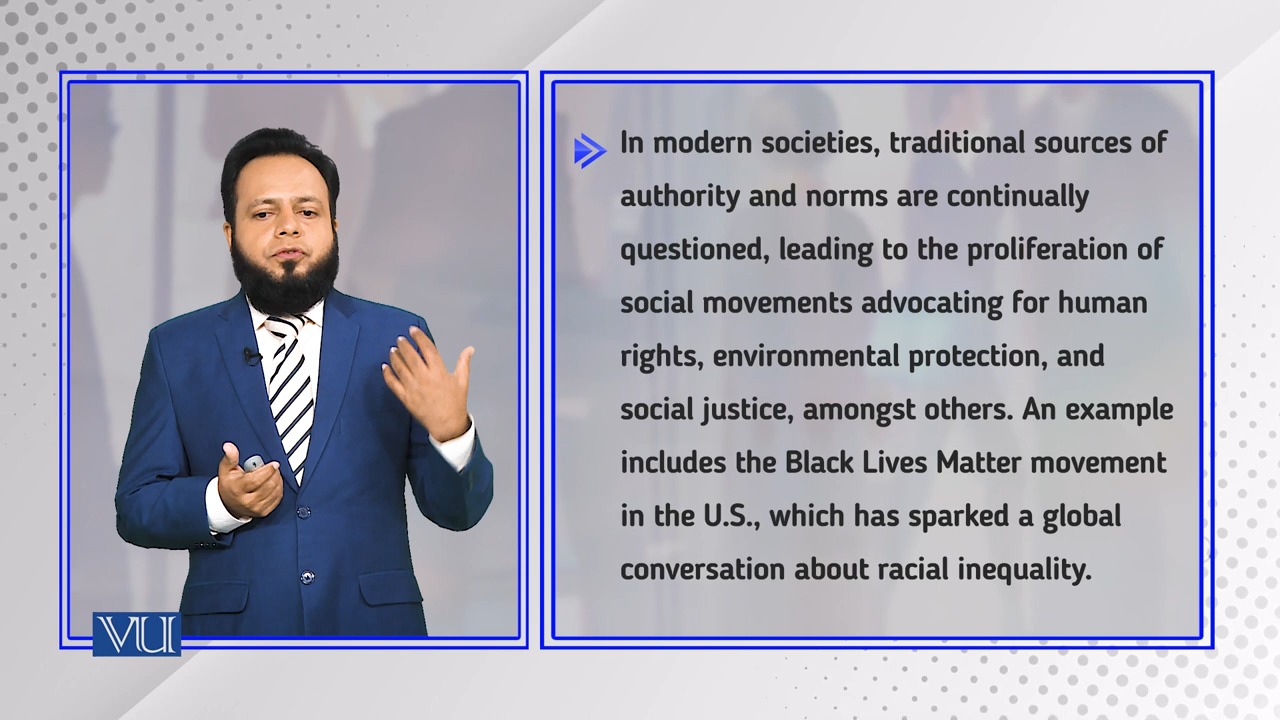 In modern societies, traditional sources of
authority and norms are continually
questioned, leading to the proliferation of
social movements advocating for human
rights, environmental protection, and
social justice, amongst others. An example
includes the Black Lives Matter movement
in the U.S., which has sparked a global
conversation about racial inequality.
VU